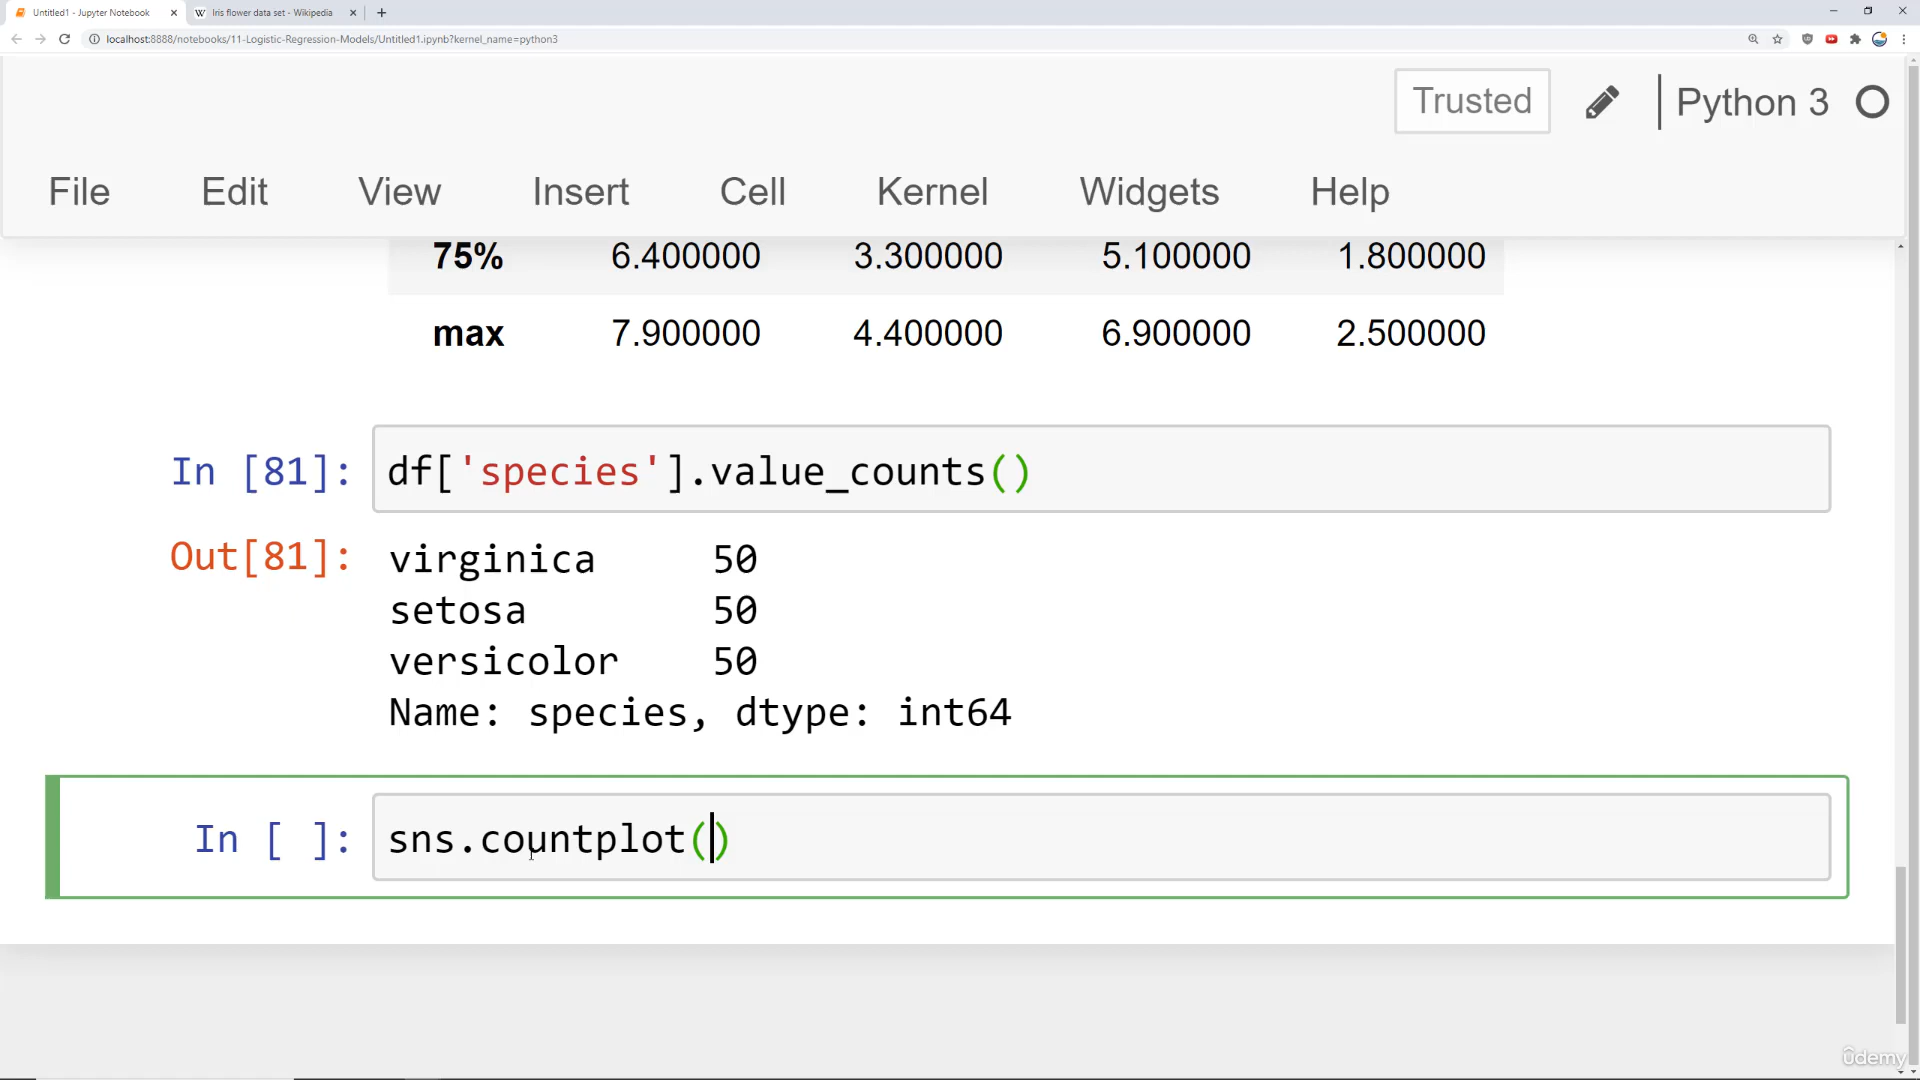 Untitled1 - Jupyter Notebook
W Iris flower data set - Wikipedia
localhost:8888/notebooks/11-Logistic-Regression-Models/Untitled1.ipynb?kernel_name=python3
Trusted
Python 3
File Edit View Insert Cell Kernel Widgets Help
75% 6.400000 3.300000 5.100000 1.800000
max 7.900000 4.400000 6.900000 2.500000
In [81]: df['species'].value_counts()
Out[81]: virginica 50
setosa 50
versicolor 50
Name: species, dtype: int64
In [ ]: sns.countplot()
ûdemy